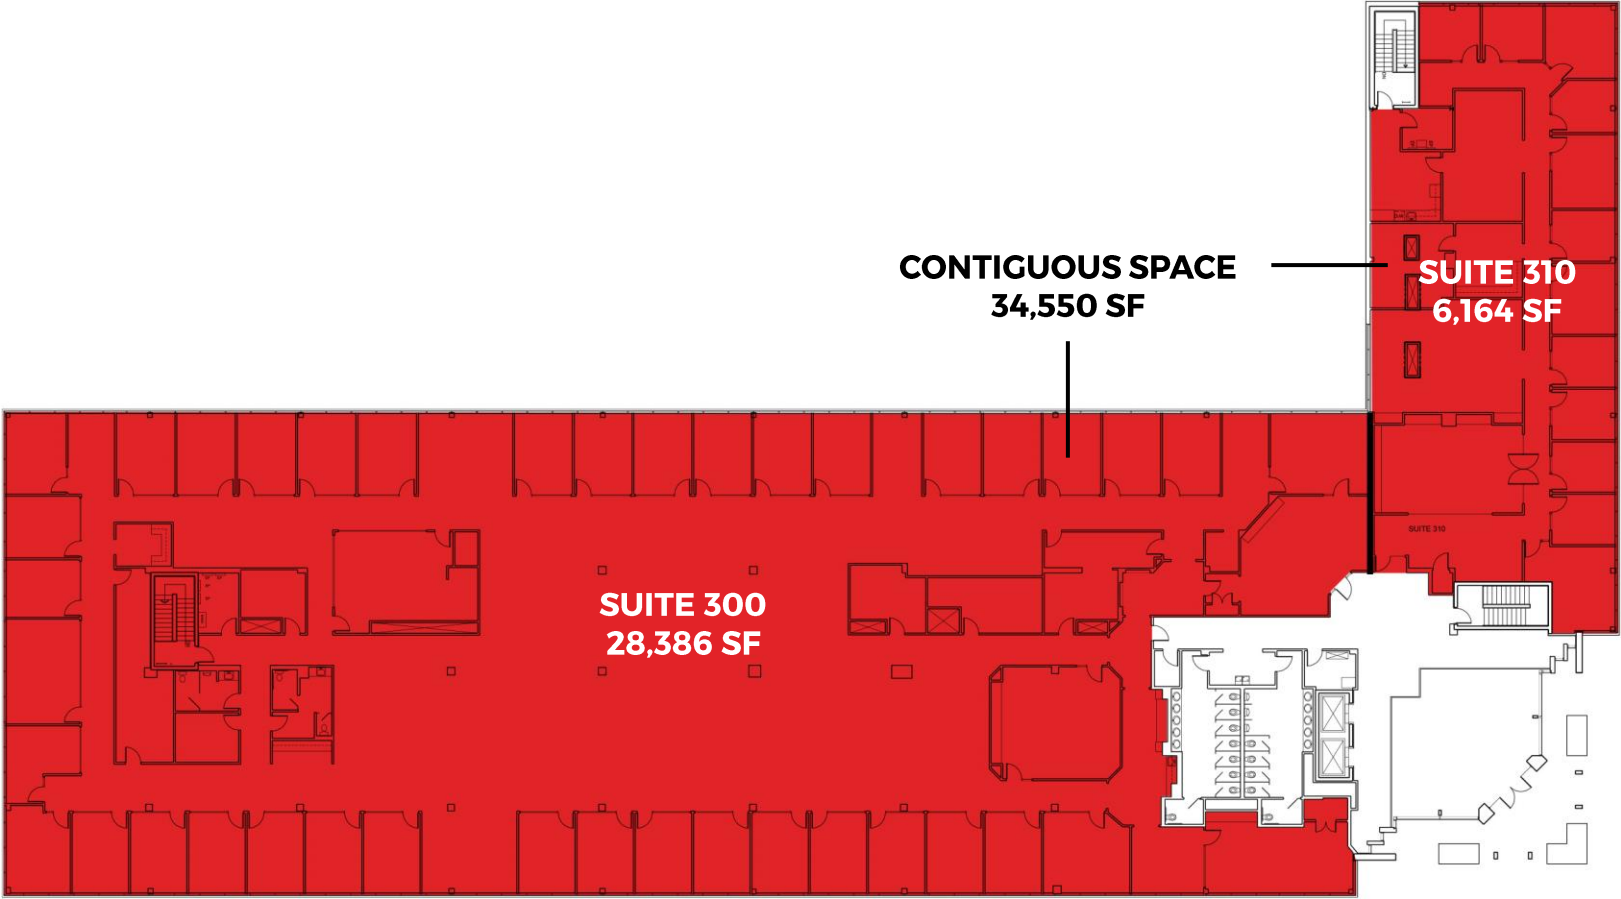 CONTIGUOUS SPACE
34,550 SF
SUITE 310
6,164 SF
SUITE 310
SUITE 300
28,386 SF